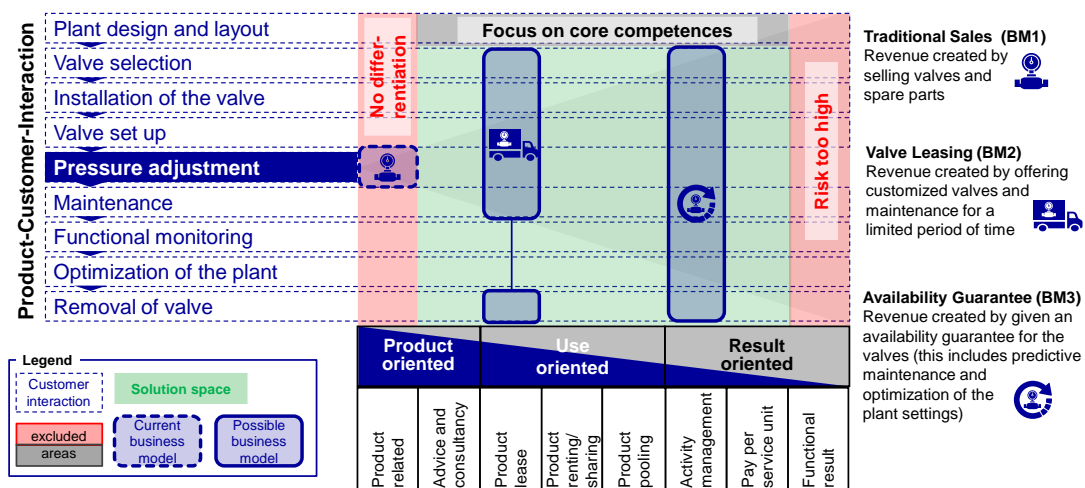 Product-Customer-Interaction
Plant design and layout
Valve selection
Installation of the valve
Valve set up
Pressure adjustment
Maintenance
Functional monitoring
Optimization of the plant
Removal of valve
No differ-
rentiation
Focus on core competences
Risk too high
Product
oriented
Use
oriented
Result
oriented
Product
related
Advice and
consultancy
Product
lease
Product
renting/
sharing
Product
pooling
Activity
management
Pay per
service unit
Functional
result
Legend
Customer
interaction
Solution space
excluded
areas
Current
business
model
Possible
business
model
Traditional Sales (BM1)
Revenue created by
selling valves and
spare parts
Valve Leasing (BM2)
Revenue created by offering
customized valves and
maintenance for a
limited period of time
Availability Guarantee (BM3)
Revenue created by given an
availability guarantee for the
valves (this includes predictive
maintenance and
optimization of the
plant settings)